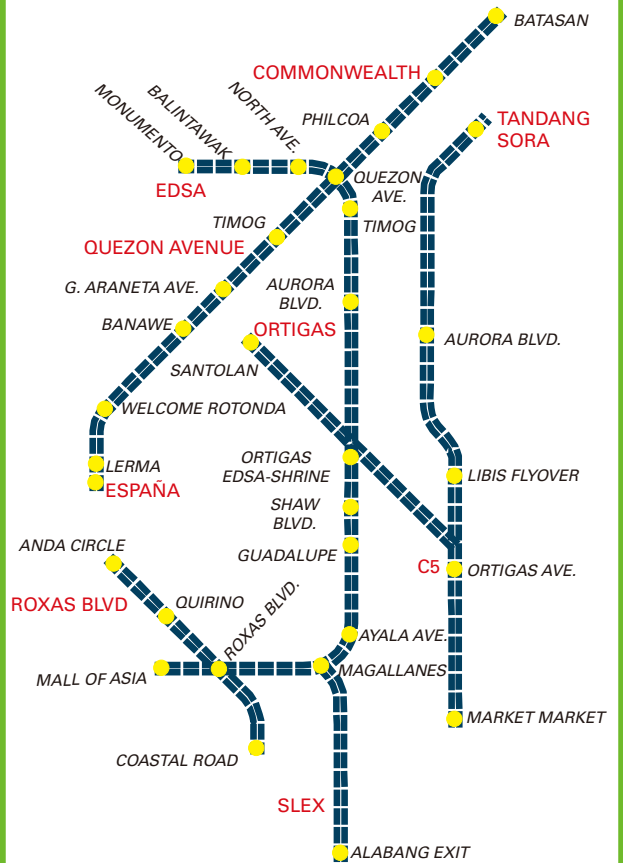 BATASAN
COMMONWEALTH
MONUMENTO
BALINTAWAK
NORTH AVE.
PHILCOA
TANDANG
SORA
EDSA
QUEZON
AVE.
TIMOG
TIMOG
QUEZON AVENUE
G. ARANETA AVE.
AURORA
BLVD.
BANAWE
ORTIGAS
AURORA BLVD.
SANTOLAN
WELCOME ROTONDA
ORTIGAS
EDSA-SHRINE
LERMA
LIBIS FLYOVER
ESPAÑA
SHAW
BLVD.
ANDA CIRCLE
GUADALUPE
C5
ORTIGAS AVE.
ROXAS BLVD
QUIRINO
ROXAS BLVD.
AYALA AVE.
MALL OF ASIA
MAGALLANES
MARKET MARKET
COASTAL ROAD
SLEX
ALABANG EXIT